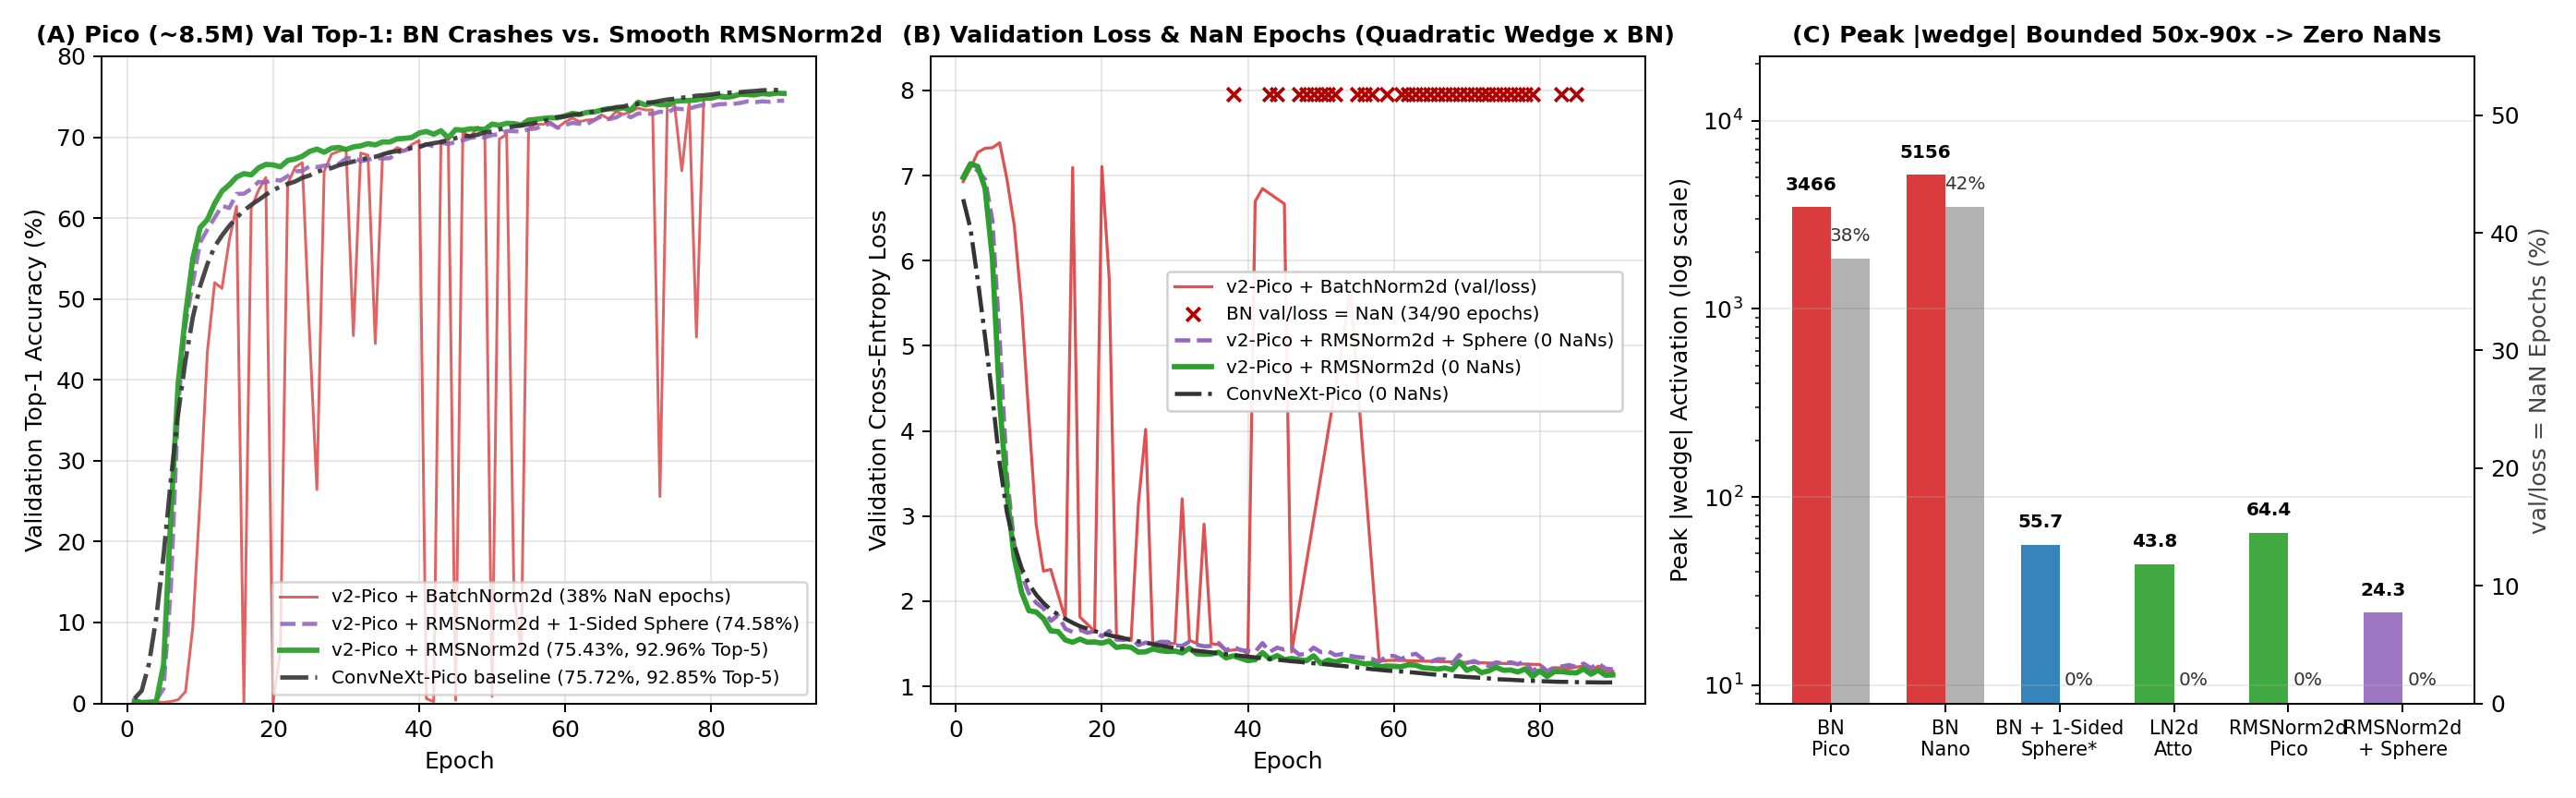 (A) Pico (~8.5M) Val Top-1: BN Crashes vs. Smooth RMSNorm2d
Validation Top-1 Accuracy (%)
80
70
60
50
40
30
20
10
0
0 20 40 60 80
Epoch
v2-Pico + BatchNorm2d (38% NaN epochs)
v2-Pico + RMSNorm2d + 1-Sided Sphere (74.58%)
v2-Pico + RMSNorm2d (75.43%, 92.96% Top-5)
ConvNeXt-Pico baseline (75.72%, 92.85% Top-5)
(B) Validation Loss & NaN Epochs (Quadratic Wedge x BN)
Validation Cross-Entropy Loss
8
7
6
5
4
3
2
1
0 20 40 60 80
Epoch
v2-Pico + BatchNorm2d (val/loss)
BN val/loss = NaN (34/90 epochs)
v2-Pico + RMSNorm2d + Sphere (0 NaNs)
v2-Pico + RMSNorm2d (0 NaNs)
ConvNeXt-Pico (0 NaNs)
(C) Peak |wedge| Bounded 50x-90x -> Zero NaNs
Peak |wedge| Activation (log scale)
10⁴
10³
10²
10¹
3466
38%
5156
42%
55.7
0%
43.8
0%
64.4
0%
24.3
0%
BN
Pico
BN
Nano
BN + 1-Sided
Sphere*
LN2d
Atto
RMSNorm2d
Pico
RMSNorm2d
+ Sphere
50
40
30
20
10
0
val/loss = NaN Epochs (%)